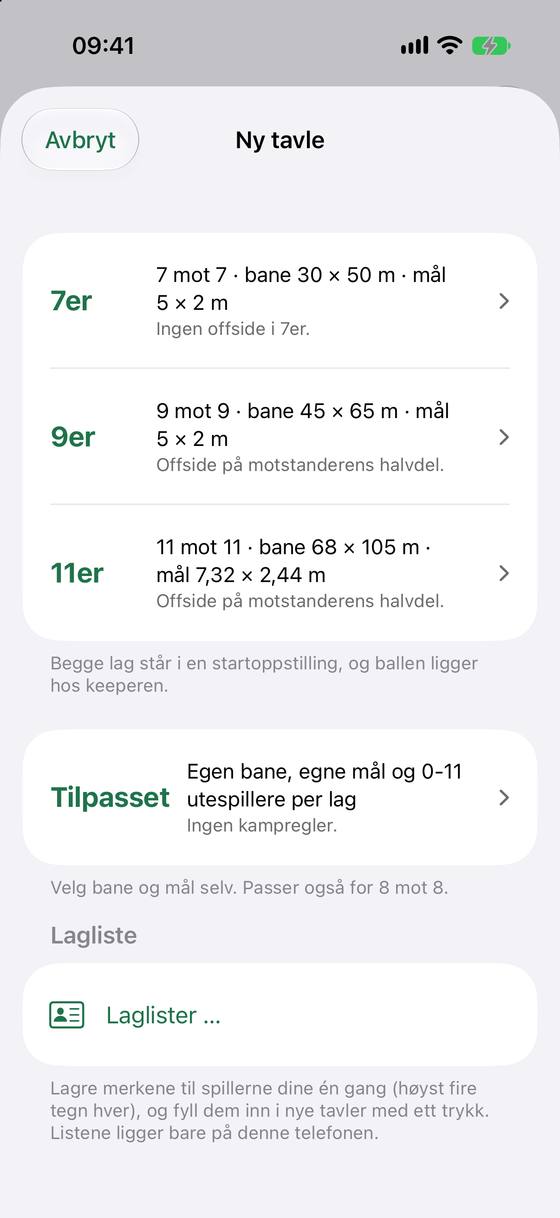 09:41
Avbryt
Ny tavle
7er
7 mot 7 · bane 30 × 50 m · mål
5 × 2 m
Ingen offside i 7er.
9er
9 mot 9 · bane 45 × 65 m · mål
5 × 2 m
Offside på motstanderens halvdel.
11er
11 mot 11 · bane 68 × 105 m ·
mål 7,32 × 2,44 m
Offside på motstanderens halvdel.
Begge lag står i en startoppstilling, og ballen ligger
hos keeperen.
Tilpasset
Egen bane, egne mål og 0–11
utespillere per lag
Ingen kampregler.
Velg bane og mål selv. Passer også for 8 mot 8.
Lagliste
Laglister ...
Lagre merkene til spillerne dine én gang (høyst fire
tegn hver), og fyll dem inn i nye tavler med ett trykk.
Listene ligger bare på denne telefonen.